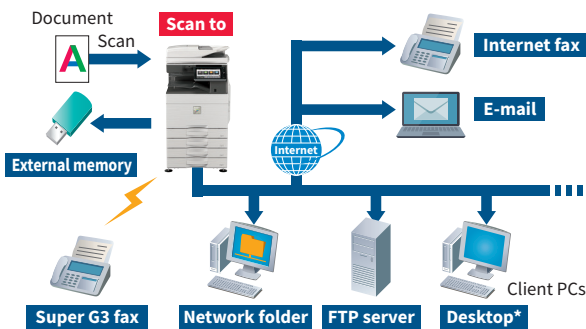 Document
Scan
A
Scan to
Internet fax
E-mail
Internet
External memory
Super G3 fax
Network folder
FTP server
Desktop*
Client PCs